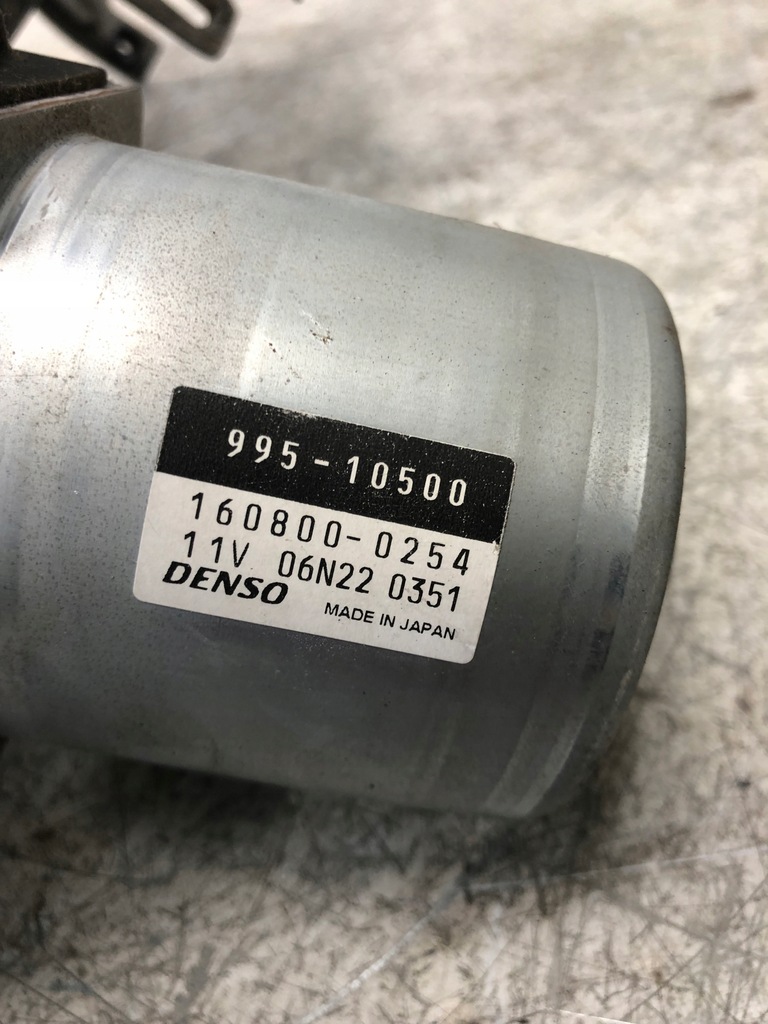 995-10500
160800-0254
11V 06N22 0351
DENSO
MADE IN JAPAN